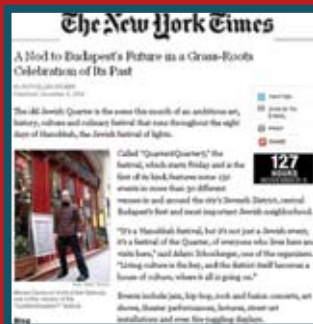 The New York Times
A Nod to Budapest's Future in a Grass-Roots
Celebration of Its Past
The old Jewish Quarter is the scene this month of an ambitious art,
history, culture and culinary festival that runs throughout the eight
days of Hanukkah, the Jewish festival of lights.
Called "Quarter6Quarter7," the
festival, which starts Friday and is the
first of its kind, features some 130
events in more than 30 different
venues in and around the city's Seventh District, central
Budapest's first and most important Jewish neighborhood.
"It's a Hanukkah festival, but it's not just a Jewish event;
it's a festival of the Quarter, of everyone who lives here and
visits here," said Adam Schonberger, one of the organizers.
"Living culture is the key, and the district itself becomes a
house of culture, where it all is going on."
Events include jazz, hip-hop, rock and fusion concerts, art
shows, theater performances, lectures, street art
installations and even fire-juggling displays.
TWITTER
PRINT
SHARE
127
HOURS
Blog